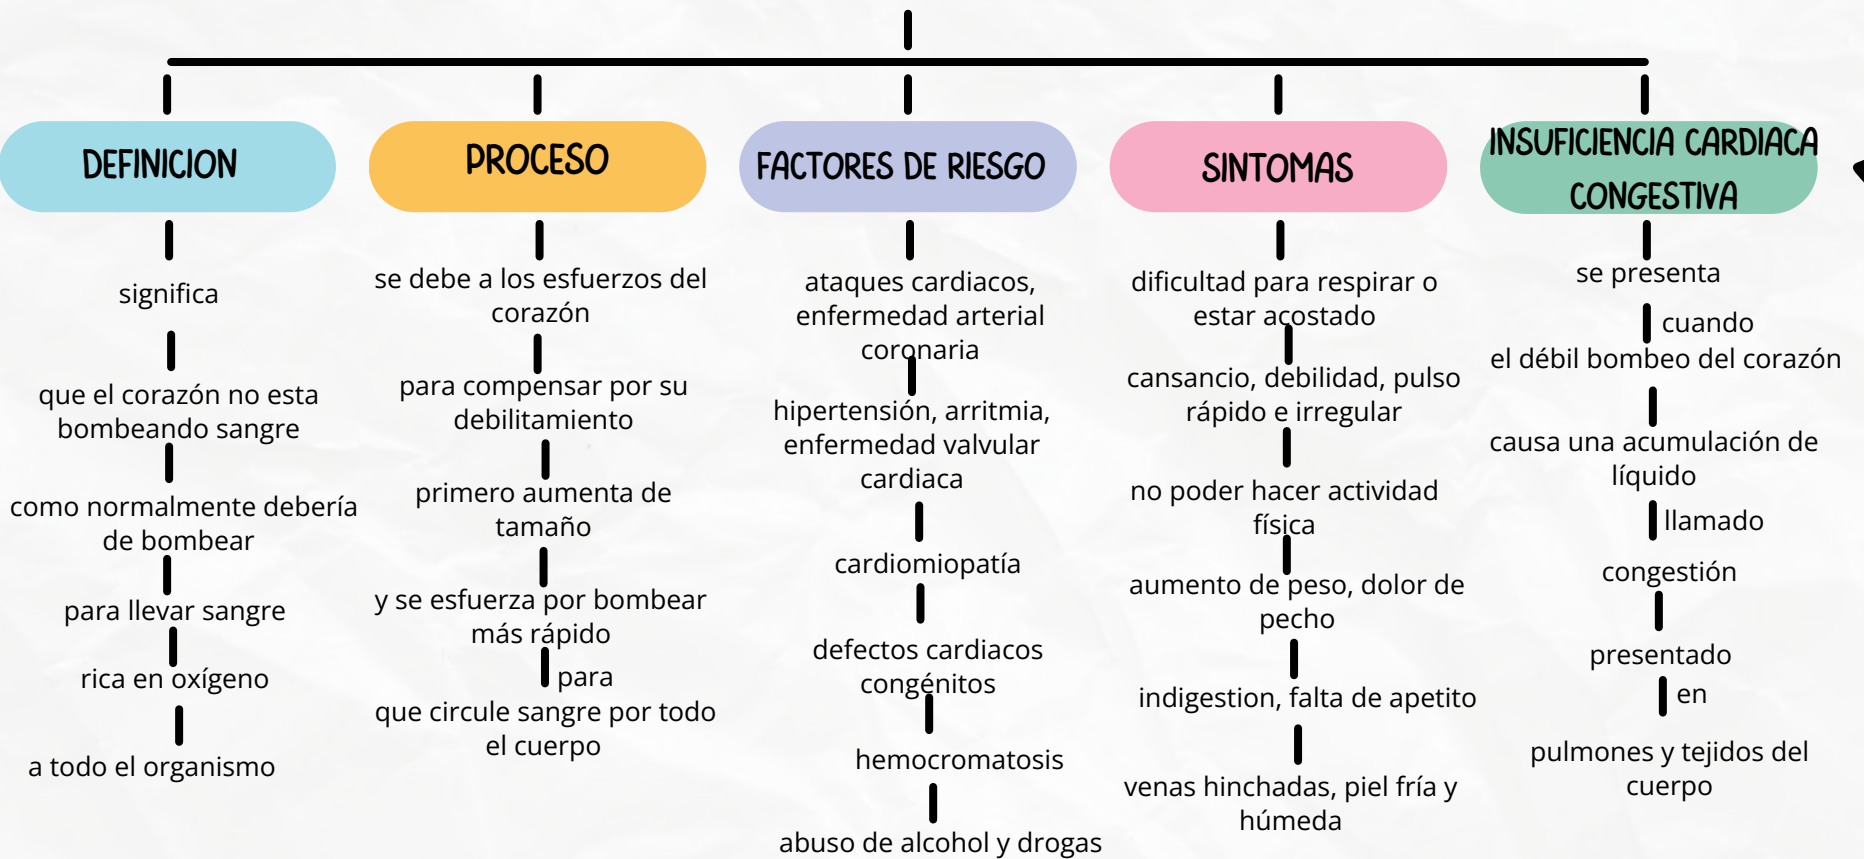 DEFINICION
significa
que el corazón no esta
bombeando sangre
como normalmente debería
de bombear
para llevar sangre
rica en oxígeno
a todo el organismo
PROCESO
se debe a los esfuerzos del
corazón
para compensar por su
debilitamiento
primero aumenta de
tamaño
y se esfuerza por bombear
más rápido
para
que circule sangre por todo
el cuerpo
FACTORES DE RIESGO
ataques cardiacos,
enfermedad arterial
coronaria
hipertensión, arritmia,
enfermedad valvular
cardiaca
cardiomiopatía
defectos cardiacos
congénitos
hemocromatosis
abuso de alcohol y drogas
SINTOMAS
dificultad para respirar o
estar acostado
cansancio, debilidad, pulso
rápido e irregular
no poder hacer actividad
física
aumento de peso, dolor de
pecho
indigestion, falta de apetito
venas hinchadas, piel fría y
húmeda
INSUFICIENCIA CARDIACA
CONGESTIVA
se presenta
cuando
el débil bombeo del corazón
causa una acumulación de
líquido
llamado
congestión
presentado
en
pulmones y tejidos del
cuerpo